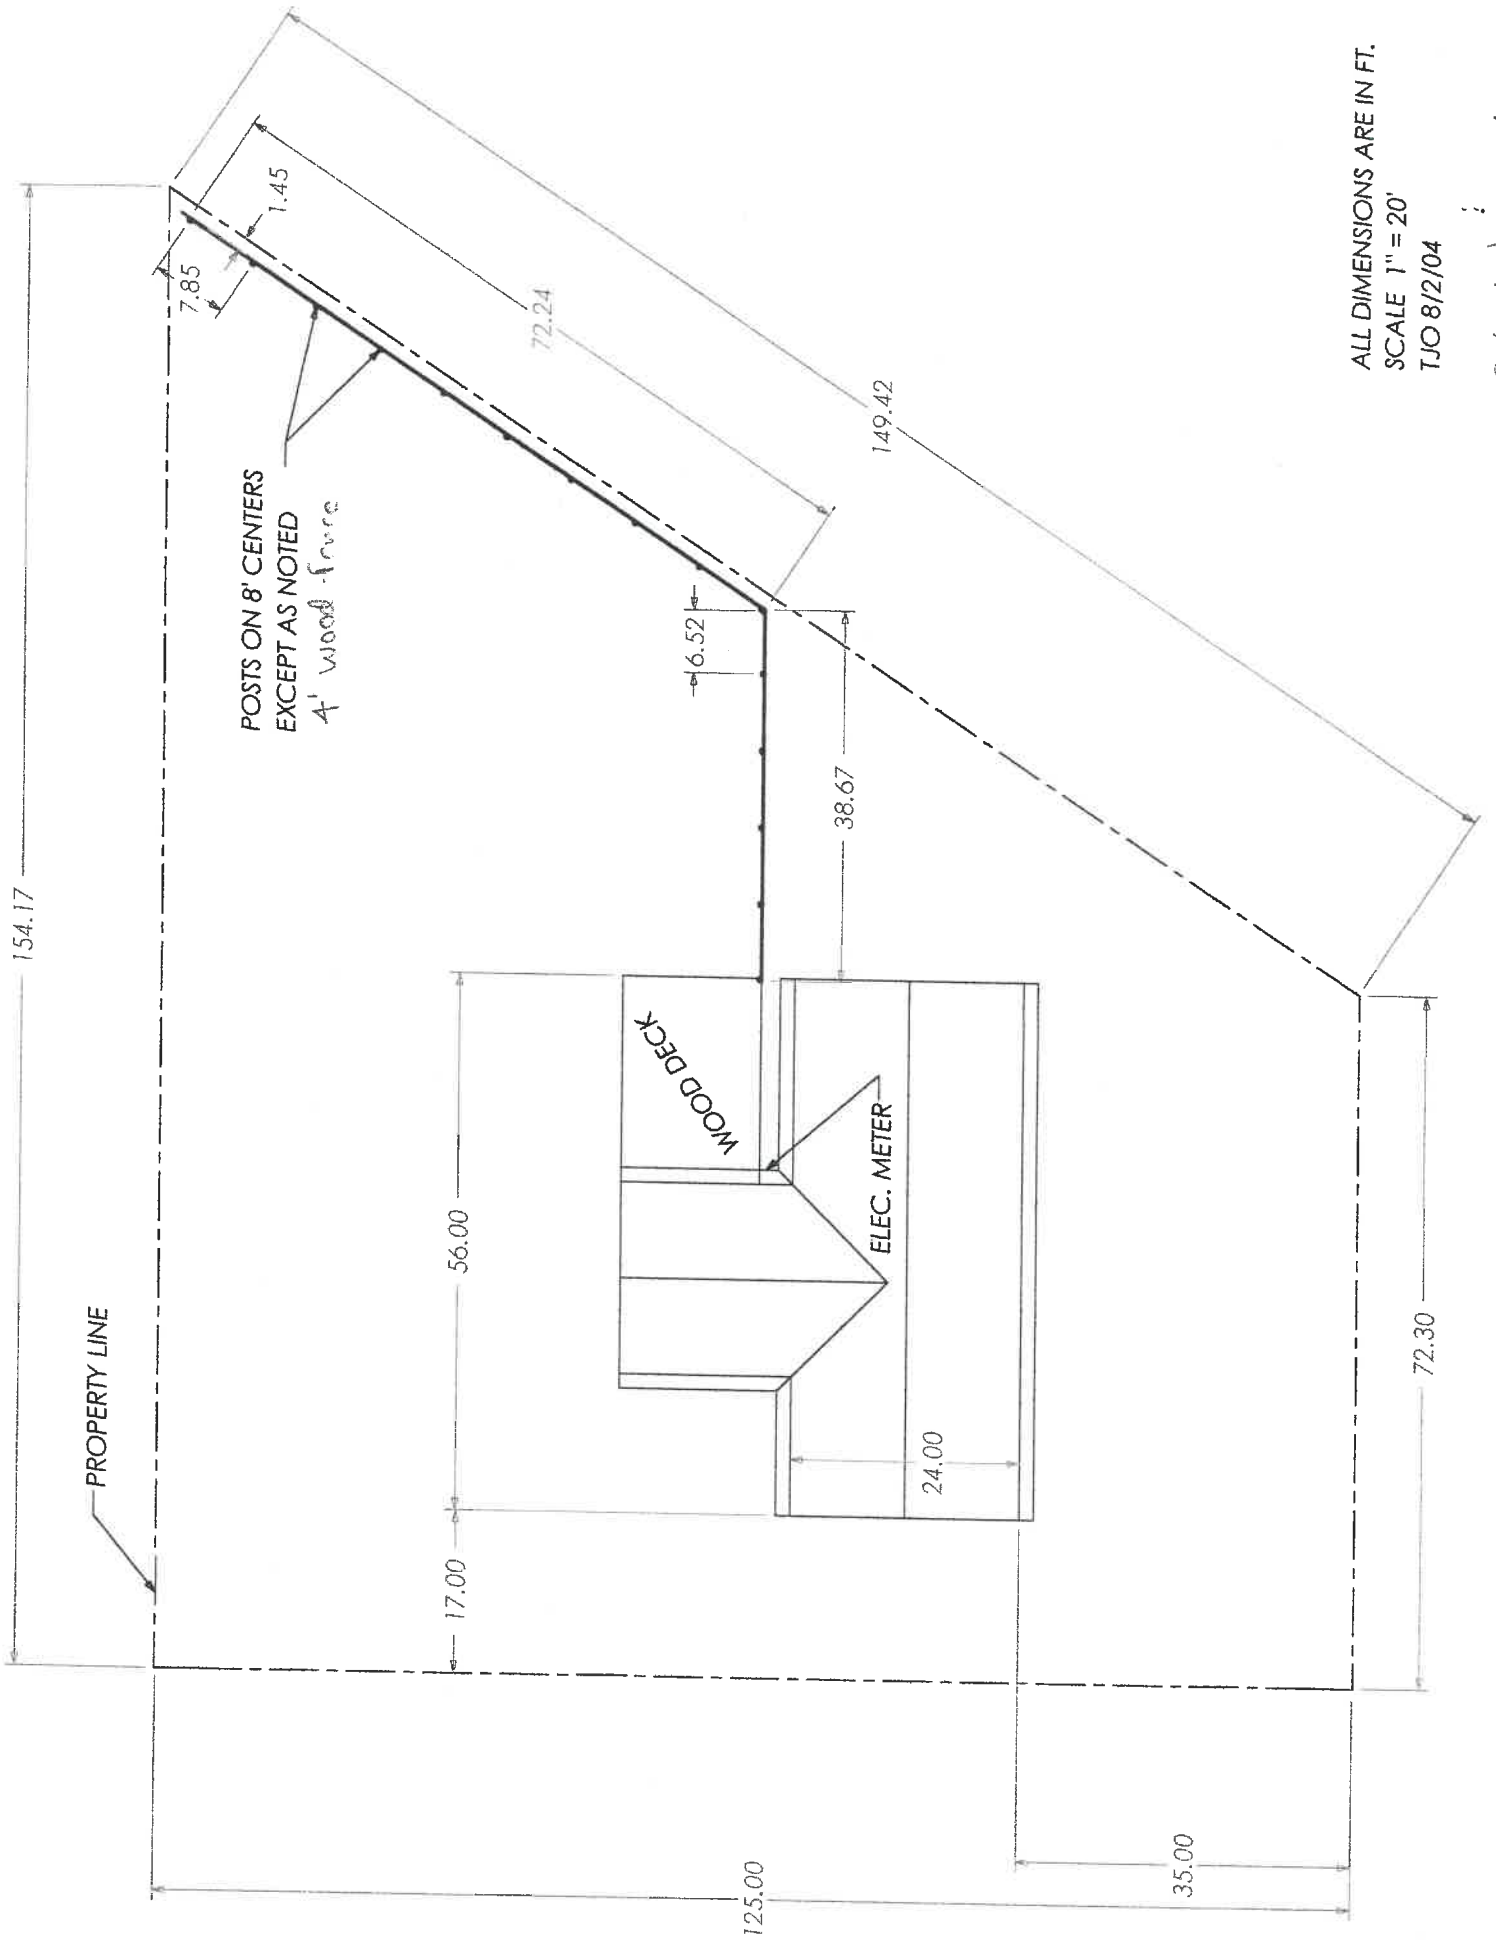 154.17
PROPERTY LINE
POSTS ON 8' CENTERS
EXCEPT AS NOTED
4' wood fence
7.85
1.45
72.24
149.42
6.52
38.67
56.00
17.00
WOOD DECK
ELEC. METER
24.00
72.30
125.00
35.00
ALL DIMENSIONS ARE IN FT.
SCALE 1" = 20'
TJO 8/2/04